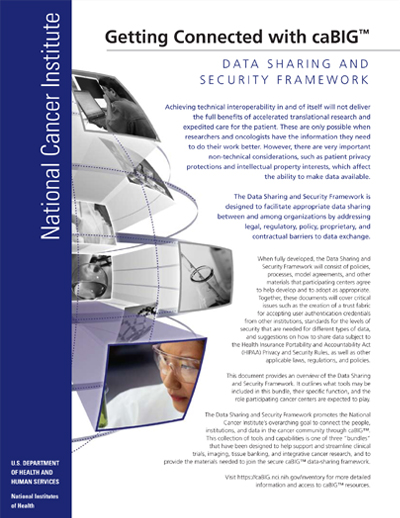 National Cancer Institute
Getting Connected with caBIG™
DATA SHARING AND
SECURITY FRAMEWORK
Achieving technical interoperability in and of itself will not deliver
the full benefits of accelerated translational research and
expedited care for the patient. These are only possible when
researchers and oncologists have the information they need
to do their work better. However, there are very important
non-technical considerations, such as patient privacy
protections and intellectual property interests, which affect
the ability to make data available.
The Data Sharing and Security Framework is
designed to facilitate appropriate data sharing
between and among organizations by addressing
legal, regulatory, policy, proprietary, and
contractual barriers to data exchange.
When fully developed, the Data Sharing and
Security Framework will consist of policies,
processes, model agreements, and other
materials that participating centers agree
to help develop and to adopt as appropriate.
Together, these documents will cover critical
issues such as the creation of a trust fabric
for accepting user authentication credentials
from other institutions, standards for the levels of
security that are needed for different types of data,
and suggestions on how to share data subject to
the Health Insurance Portability and Accountability Act
(HIPAA) Privacy and Security Rules, as well as other
applicable laws, regulations, and policies.
This document provides an overview of the Data Sharing
and Security Framework. It outlines what tools may be
included in this bundle, their specific function, and the
role participating centers are expected to play.
The Data Sharing and Security Framework promotes the National
Cancer Institute's overarching goal to connect the people,
institutions, and data in the cancer community through caBIG™.
This collection of tools and capabilities is one of three "bundles"
that have been designed to help support and streamline clinical
trials, imaging, tissue banking, and integrative cancer research, and to
provide the materials needed to join the secure caBIG™ data-sharing framework.
Visit https://caBIG.nci.nih.gov/inventory for more detailed
information and access to caBIG™ resources.
U.S. DEPARTMENT
OF HEALTH AND
HUMAN SERVICES
National Institutes
of Health